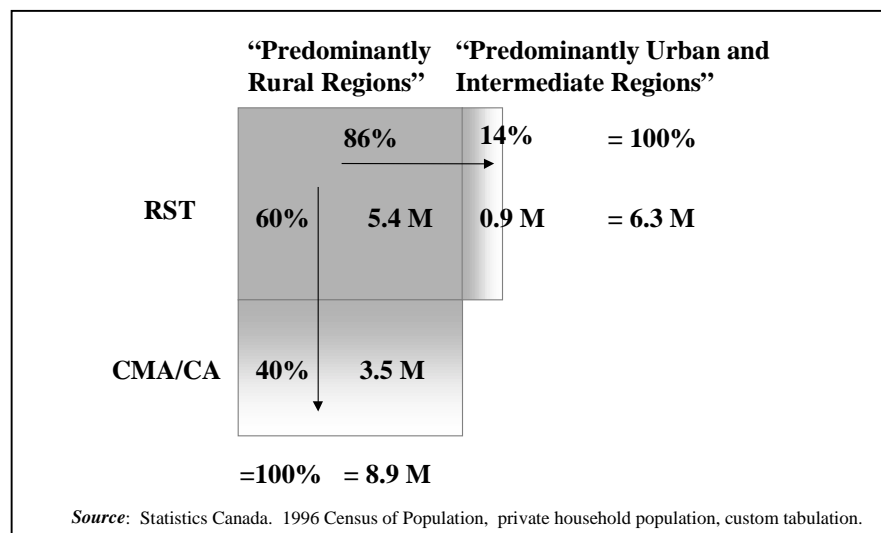 “Predominantly Rural Regions”
“Predominantly Urban and Intermediate Regions”
86% 14% = 100%
RST 60% 5.4 M 0.9 M = 6.3 M
CMA/CA 40% 3.5 M
=100% = 8.9 M
Source: Statistics Canada. 1996 Census of Population, private household population, custom tabulation.